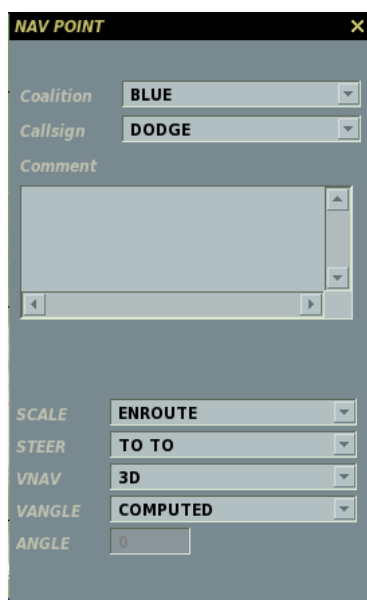 NAV POINT
Coalition BLUE
Callsign DODGE
Comment
SCALE ENROUTE
STEER TO TO
VNAV 3D
VANGLE COMPUTED
ANGLE 0